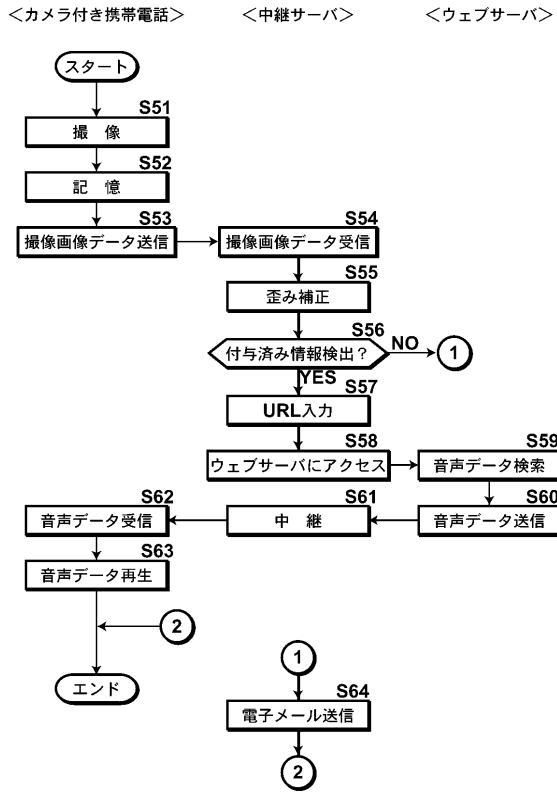 ＜カメラ付き携帯電話＞ ＜中継サーバ＞ ＜ウェブサーバ＞
スタート
S51
撮 像
S52
記 憶
S53 S54
撮像画像データ送信 撮像画像データ受信
S55
歪み補正
S56
付与済み情報検出？ NO 1
YES S57
URL入力
S58 S59
ウェブサーバにアクセス 音声データ検索
S62 S61 S60
音声データ受信 中 継 音声データ送信
S63
音声データ再生
2
エンド
1
S64
電子メール送信
2